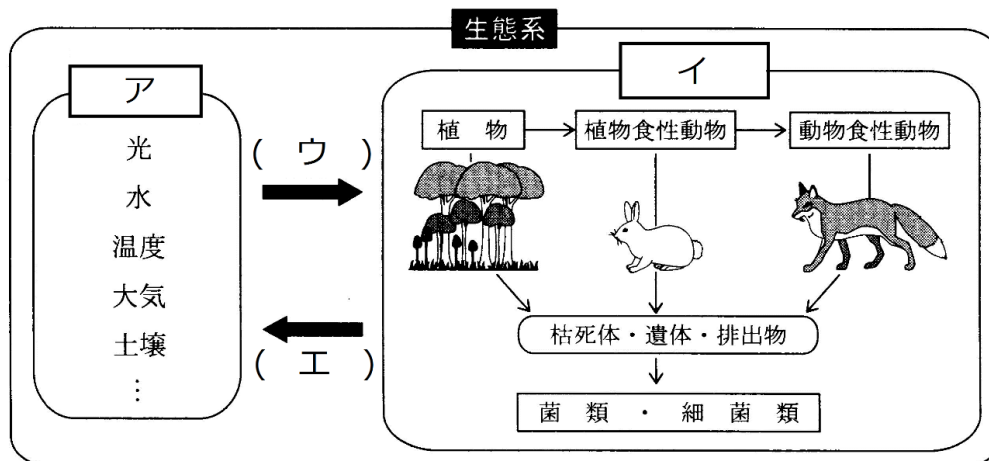 生態系
ア
イ
光
水
温度
大気
土壌
⋮
( ウ )
( エ )
植 物
植物食性動物
動物食性動物
枯死体・遺体・排出物
菌 類 ・ 細 菌 類